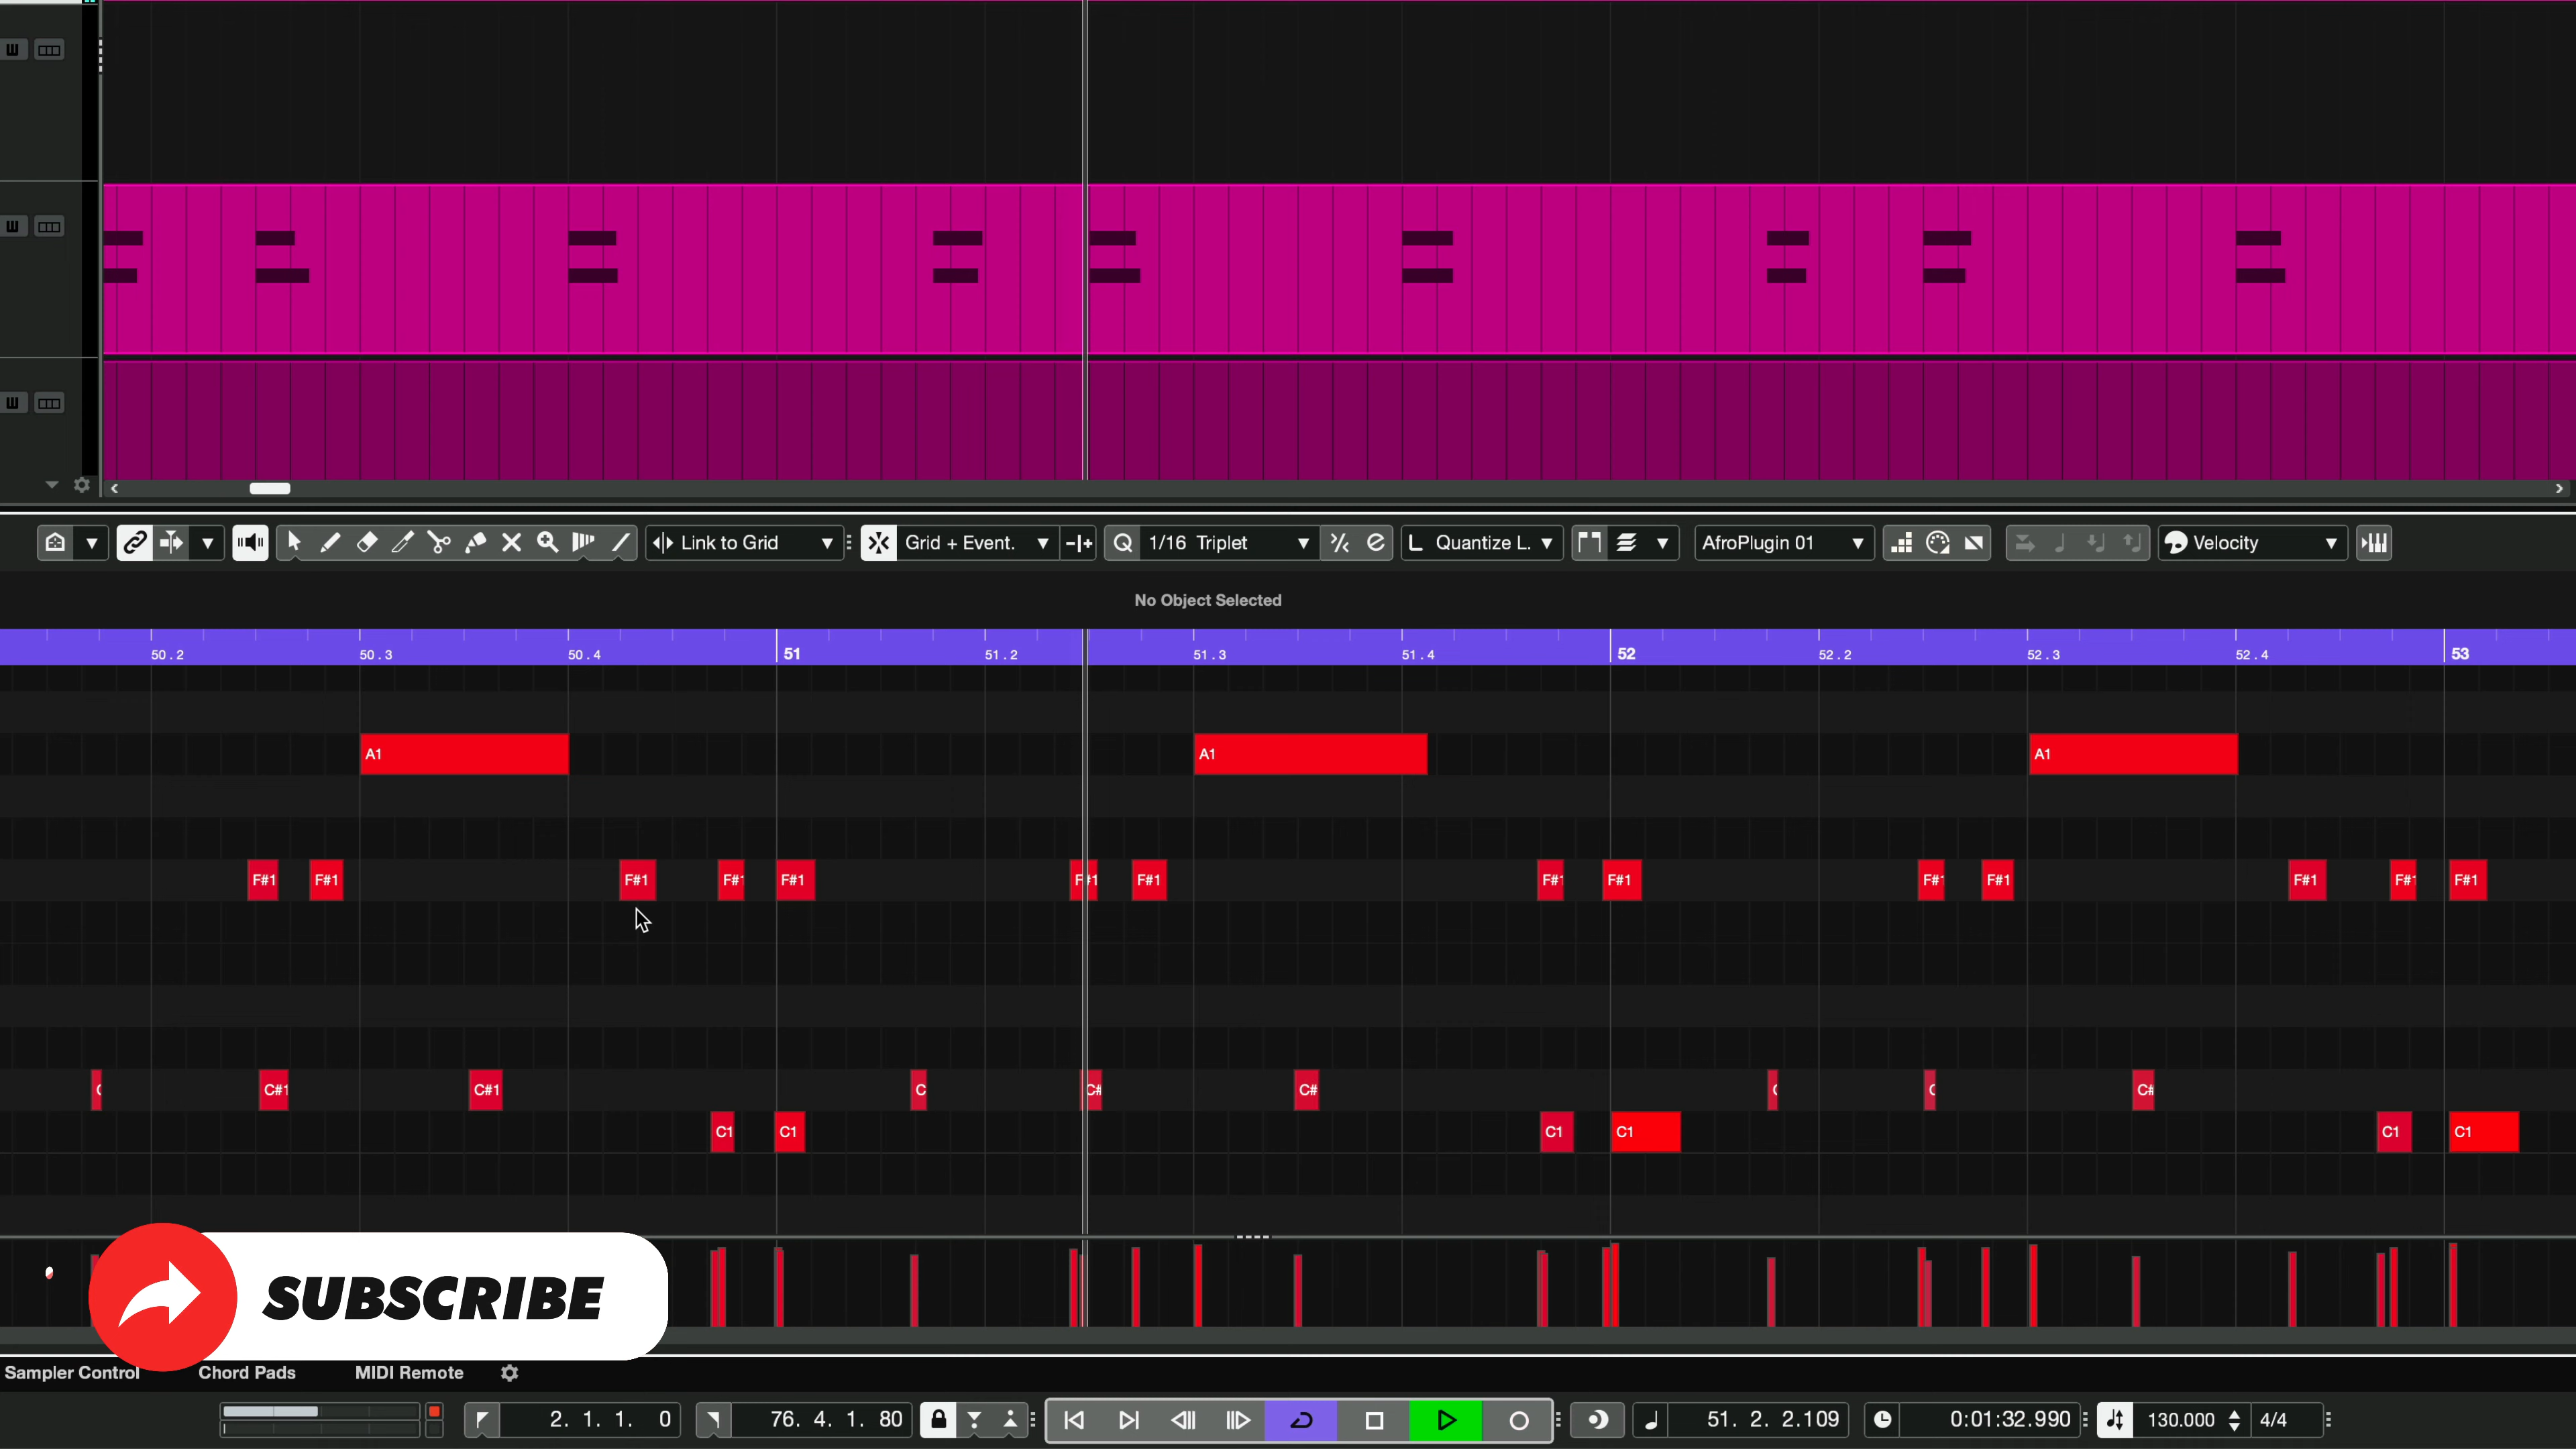 Link to Grid
Grid + Event.
Q
1/16 Triplet
L
Quantize L.
AfroPlugin 01
Velocity
No Object Selected
50.2
50.3
50.4
51
51.2
51.3
51.4
52
52.2
52.3
52.4
53
A1
A1
A1
F#1
F#1
F#1
F#1
F#1
F#1
F#1
F#1
F#1
F#1
F#1
F#1
F#1
C#1
C#1
C
C#
C#
C#
C1
C1
C1
C1
C1
C1
SUBSCRIBE
Sampler Control
Chord Pads
MIDI Remote
2. 1. 1. 0
76. 4. 1. 80
51. 2. 2.109
0:01:32.990
130.000
4/4